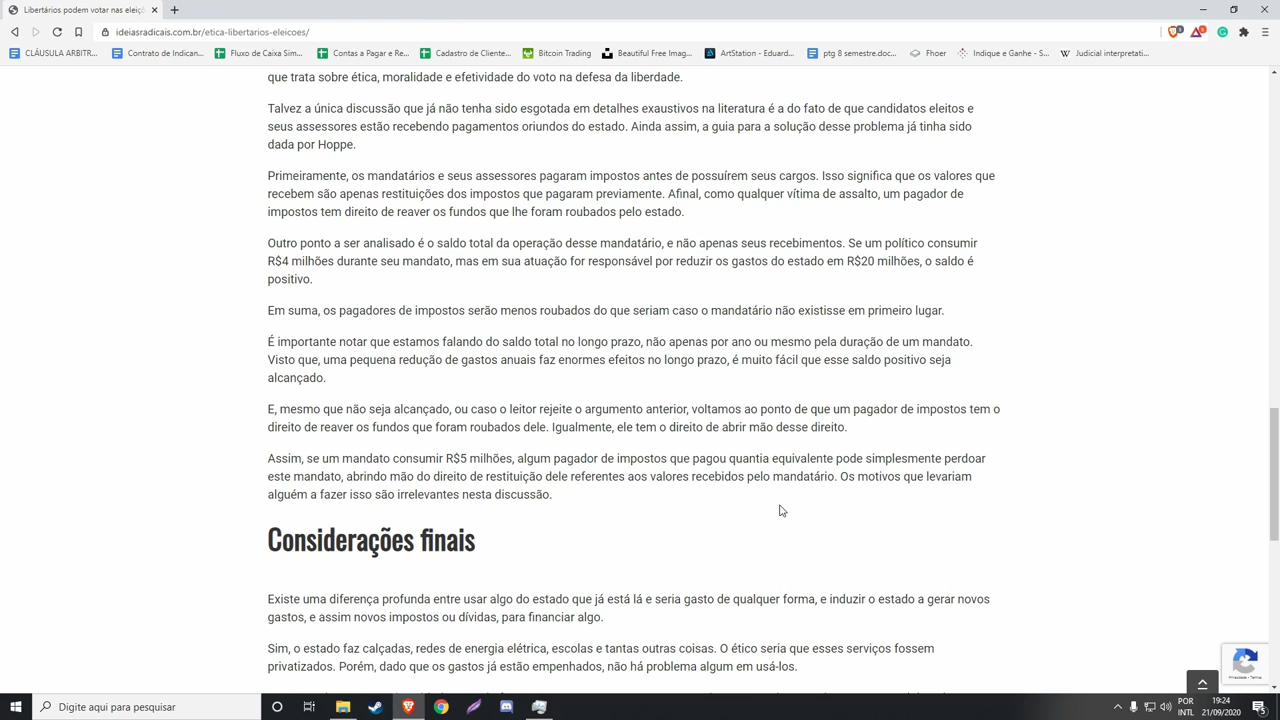 Libertários podem votar nas eleiç
ideiasradicais.com.br/etica-libertarios-eleicoes/
CLÁUSULA ARBITR...
Contrato de Indican...
Fluxo de Caixa Sim...
Contas a Pagar e Re...
Cadastro de Cliente...
Bitcoin Trading
Beautiful Free Imag...
ArtStation - Eduard...
ptg 8 semestre.doc...
Fhoer
Indique e Ganhe - S...
Judicial interpretati...
que trata sobre ética, moralidade e efetividade do voto na defesa da liberdade.
Talvez a única discussão que já não tenha sido esgotada em detalhes exaustivos na literatura é a do fato de que candidatos eleitos e
seus assessores estão recebendo pagamentos oriundos do estado. Ainda assim, a guia para a solução desse problema já tinha sido
dada por Hoppe.
Primeiramente, os mandatários e seus assessores pagaram impostos antes de possuírem seus cargos. Isso significa que os valores que
recebem são apenas restituições dos impostos que pagaram previamente. Afinal, como qualquer vítima de assalto, um pagador de
impostos tem direito de reaver os fundos que lhe foram roubados pelo estado.
Outro ponto a ser analisado é o saldo total da operação desse mandatário, e não apenas seus recebimentos. Se um político consumir
R$4 milhões durante seu mandato, mas em sua atuação for responsável por reduzir os gastos do estado em R$20 milhões, o saldo é
positivo.
Em suma, os pagadores de impostos serão menos roubados do que seriam caso o mandatário não existisse em primeiro lugar.
É importante notar que estamos falando do saldo total no longo prazo, não apenas por ano ou mesmo pela duração de um mandato.
Visto que, uma pequena redução de gastos anuais faz enormes efeitos no longo prazo, é muito fácil que esse saldo positivo seja
alcançado.
E, mesmo que não seja alcançado, ou caso o leitor rejeite o argumento anterior, voltamos ao ponto de que um pagador de impostos tem o
direito de reaver os fundos que foram roubados dele. Igualmente, ele tem o direito de abrir mão desse direito.
Assim, se um mandato consumir R$5 milhões, algum pagador de impostos que pagou quantia equivalente pode simplesmente perdoar
este mandato, abrindo mão do direito de restituição dele referentes aos valores recebidos pelo mandatário. Os motivos que levariam
alguém a fazer isso são irrelevantes nesta discussão.
Considerações finais
Existe uma diferença profunda entre usar algo do estado que já está lá e seria gasto de qualquer forma, e induzir o estado a gerar novos
gastos, e assim novos impostos ou dívidas, para financiar algo.
Sim, o estado faz calçadas, redes de energia elétrica, escolas e tantas outras coisas. O ético seria que esses serviços fossem
privatizados. Porém, dado que os gastos já estão empenhados, não há problema algum em usá-los.
Privacidade - Termos
Digite aqui para pesquisar
POR
INTL
19:24
21/09/2020